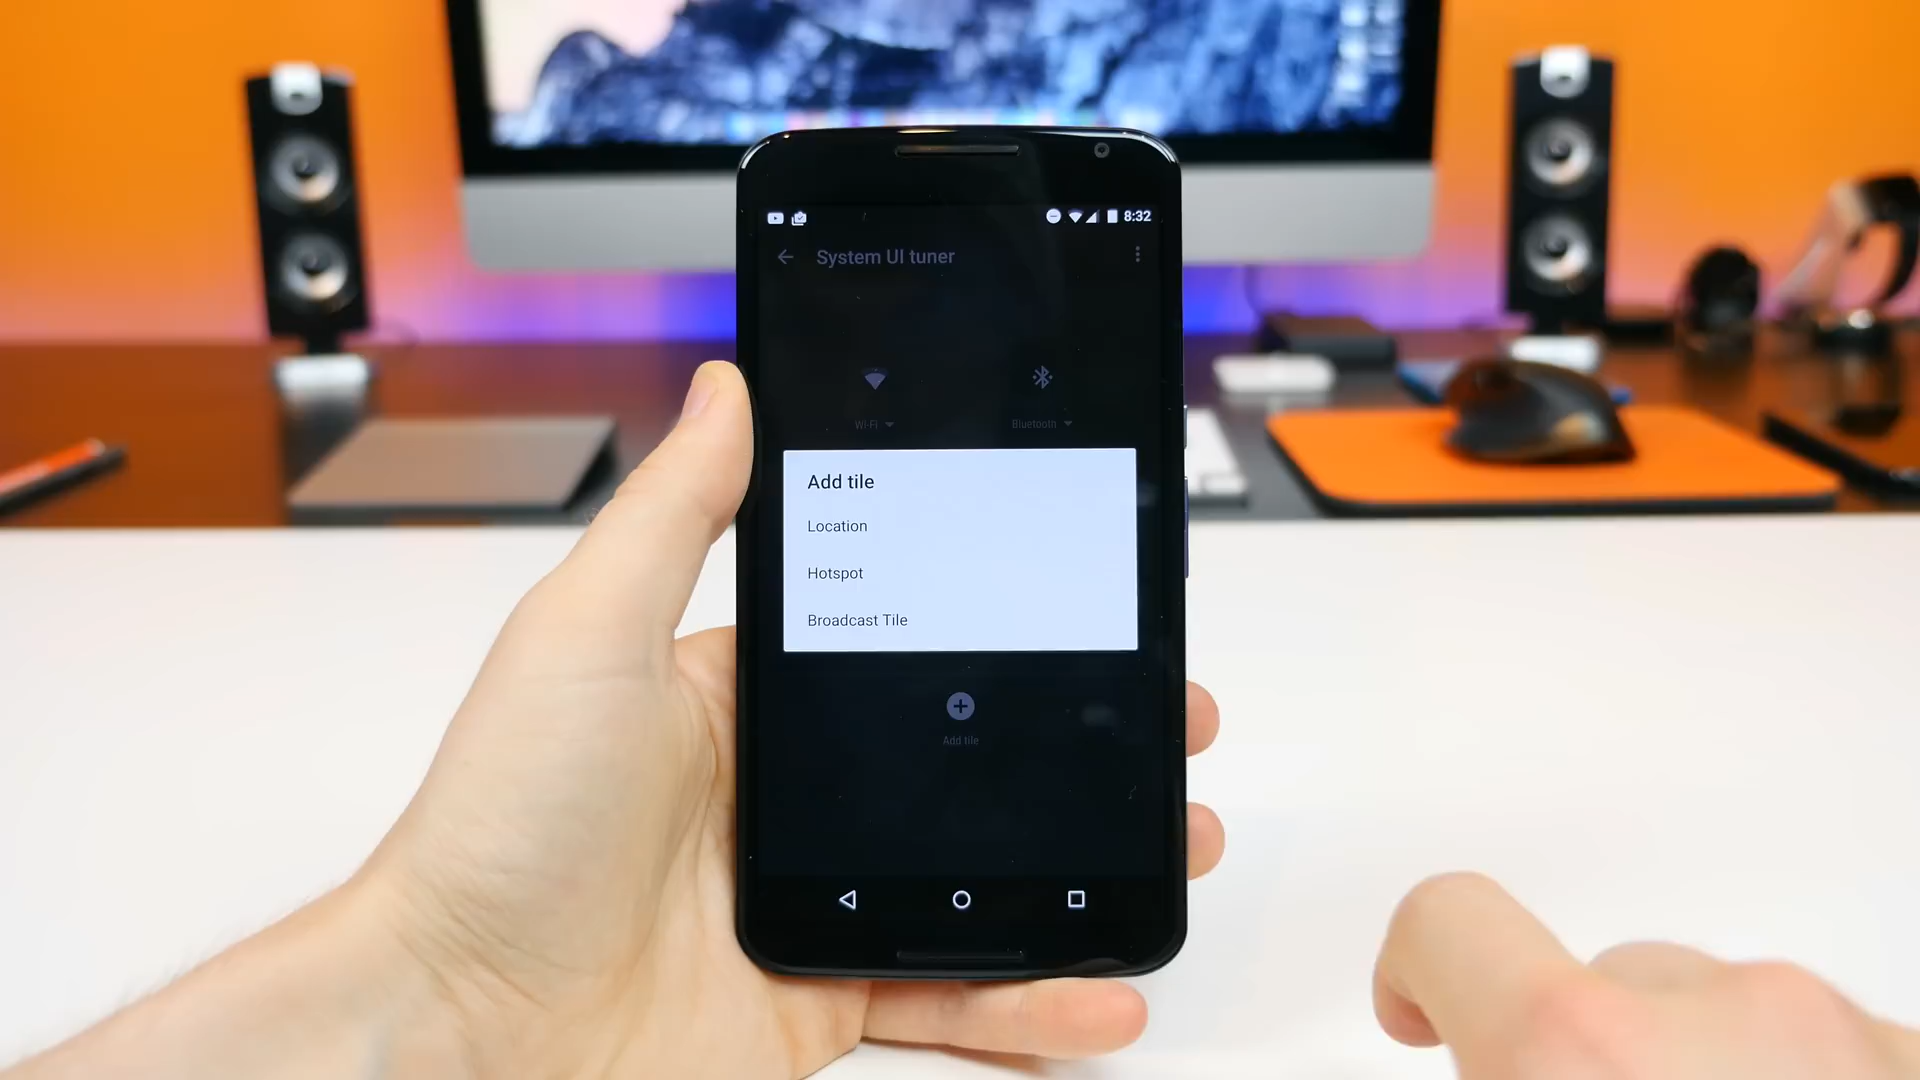 8:32
System UI tuner
Wi-Fi
Bluetooth
Add tile
Location
Hotspot
Broadcast Tile
Add tile